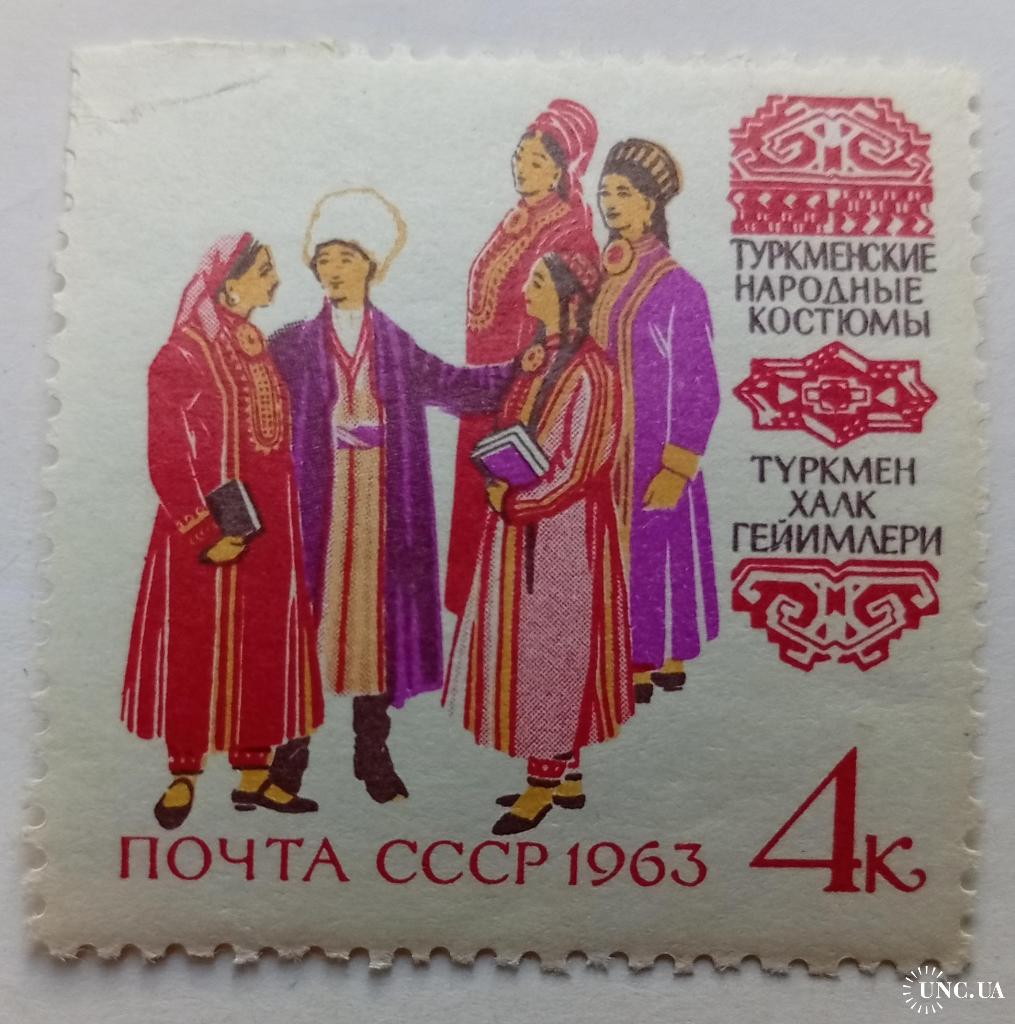 ТУРКМЕНСКИЕ
НАРОДНЫЕ
КОСТЮМЫ
ТҮРКМЕН
ХАЛК
ГЕЙИМЛЕРИ
ПОЧТА СССР 1963
4к
UNC.UA